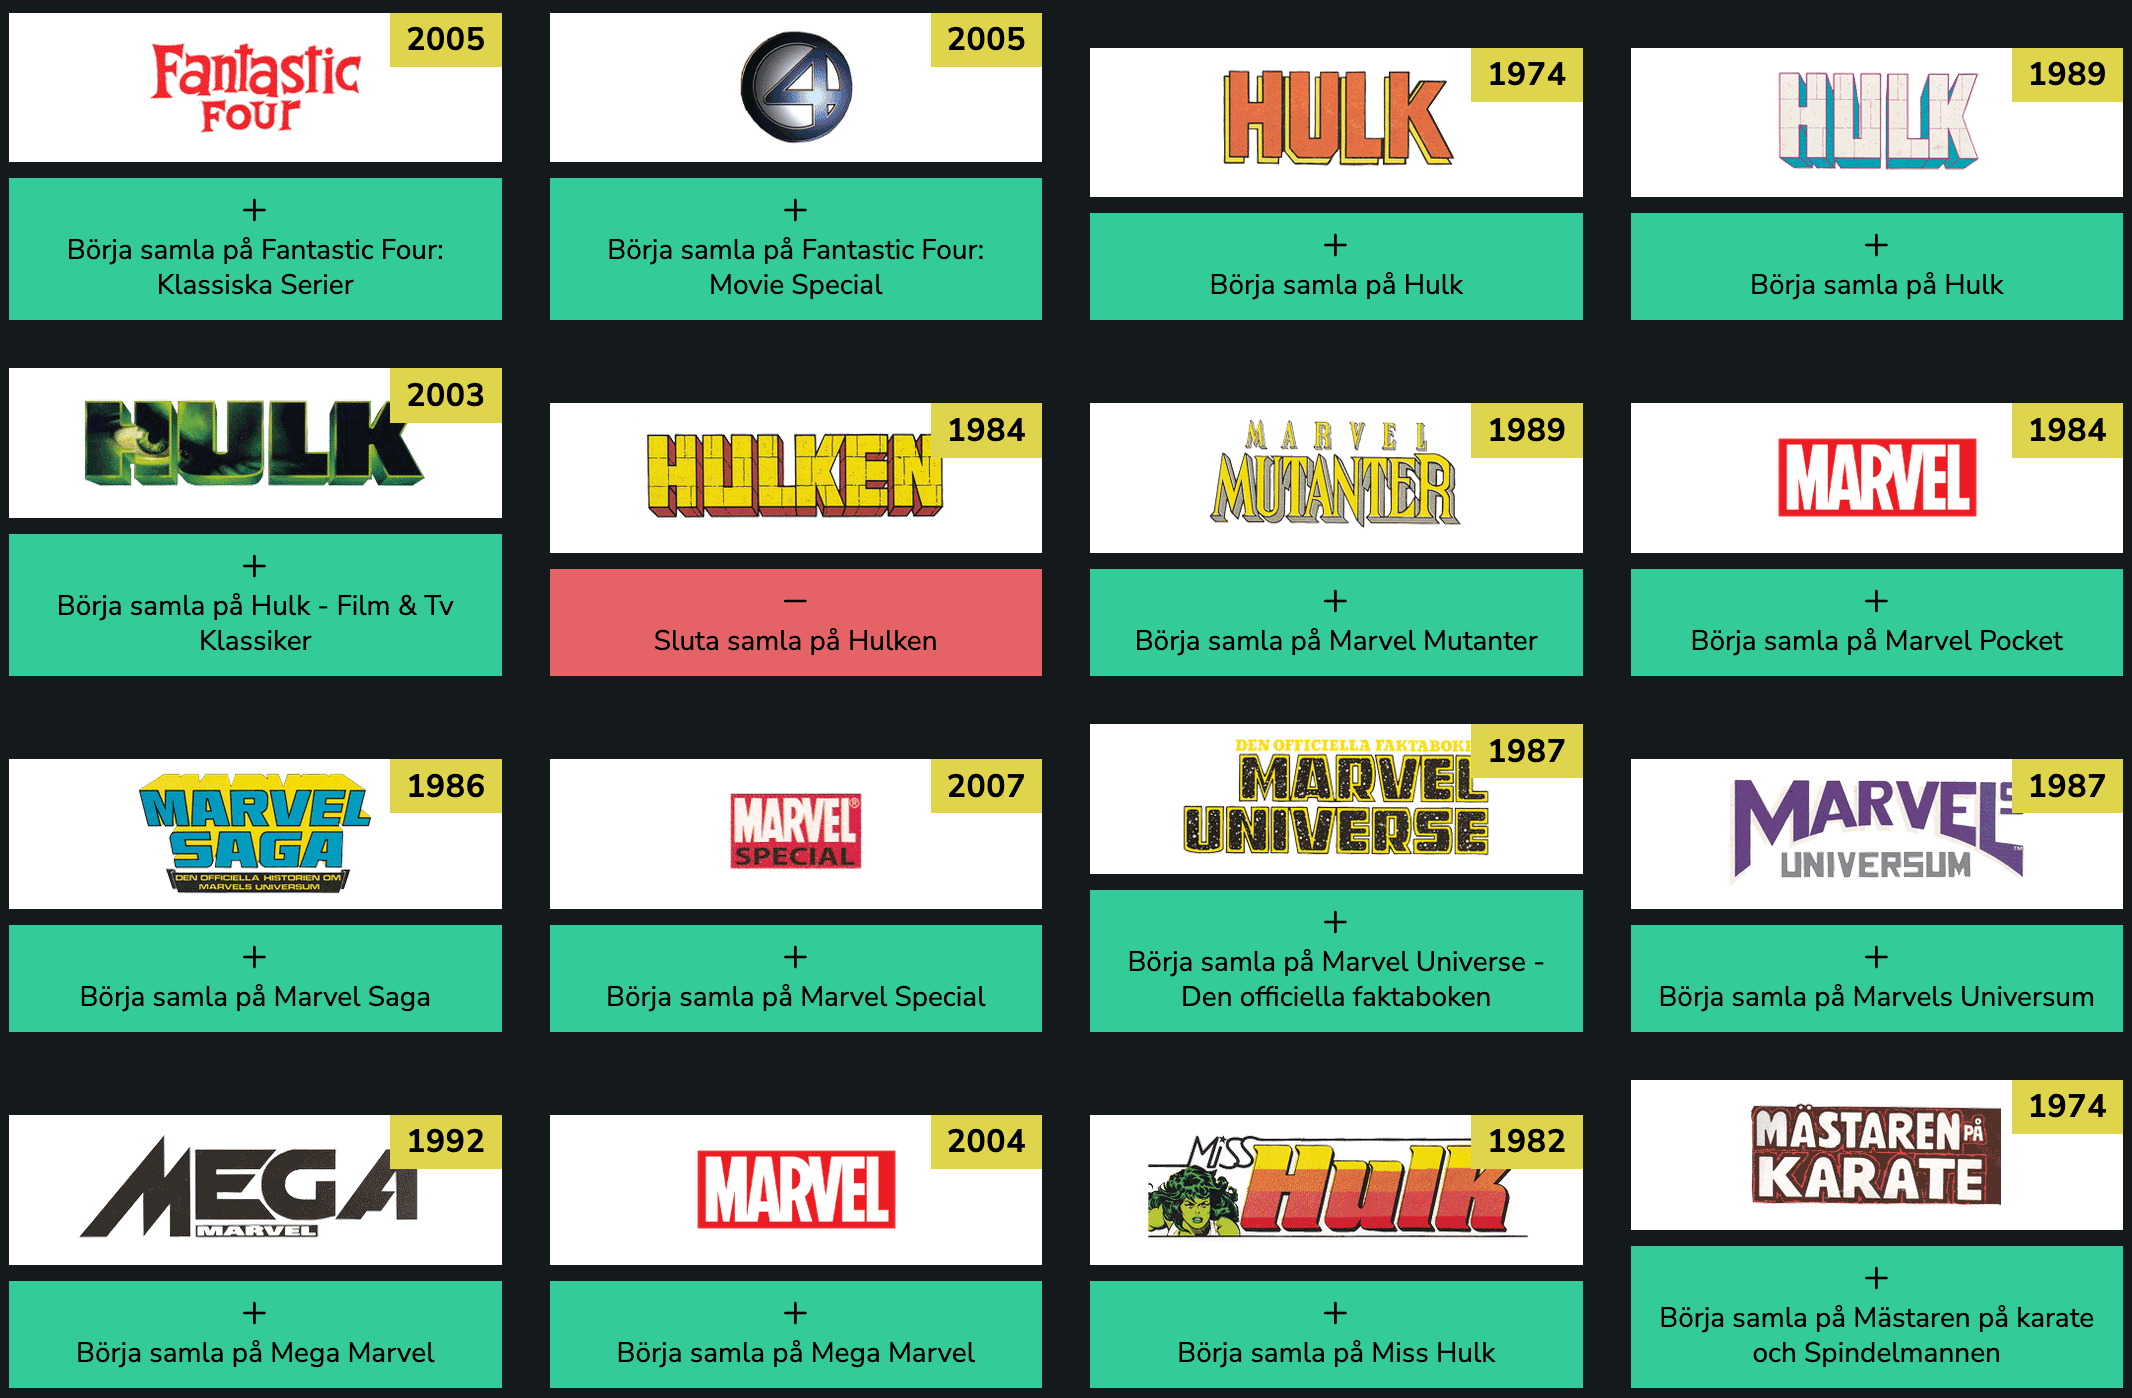 Fantastic
Four
2005
+
Börja samla på Fantastic Four:
Klassiska Serier
4
2005
+
Börja samla på Fantastic Four:
Movie Special
HULK
1974
+
Börja samla på Hulk
HULK
1989
+
Börja samla på Hulk
HULK
2003
+
Börja samla på Hulk - Film & Tv
Klassiker
HULKEN
1984
–
Sluta samla på Hulken
MARVEL
MUTANTER
1989
+
Börja samla på Marvel Mutanter
MARVEL
1984
+
Börja samla på Marvel Pocket
MARVEL
SAGA
DEN OFFICIELLA HISTORIEN OM
MARVELS UNIVERSUM
1986
+
Börja samla på Marvel Saga
MARVEL®
SPECIAL
2007
+
Börja samla på Marvel Special
DEN OFFICIELLA FAKTABOKE
MARVEL
UNIVERSE
1987
+
Börja samla på Marvel Universe -
Den officiella faktaboken
MARVELS
UNIVERSUM
™
1987
+
Börja samla på Marvels Universum
MEGA
MARVEL
1992
+
Börja samla på Mega Marvel
MARVEL
2004
+
Börja samla på Mega Marvel
MISS
Hulk
1982
+
Börja samla på Miss Hulk
MÄSTAREN PÅ
KARATE
1974
+
Börja samla på Mästaren på karate
och Spindelmannen